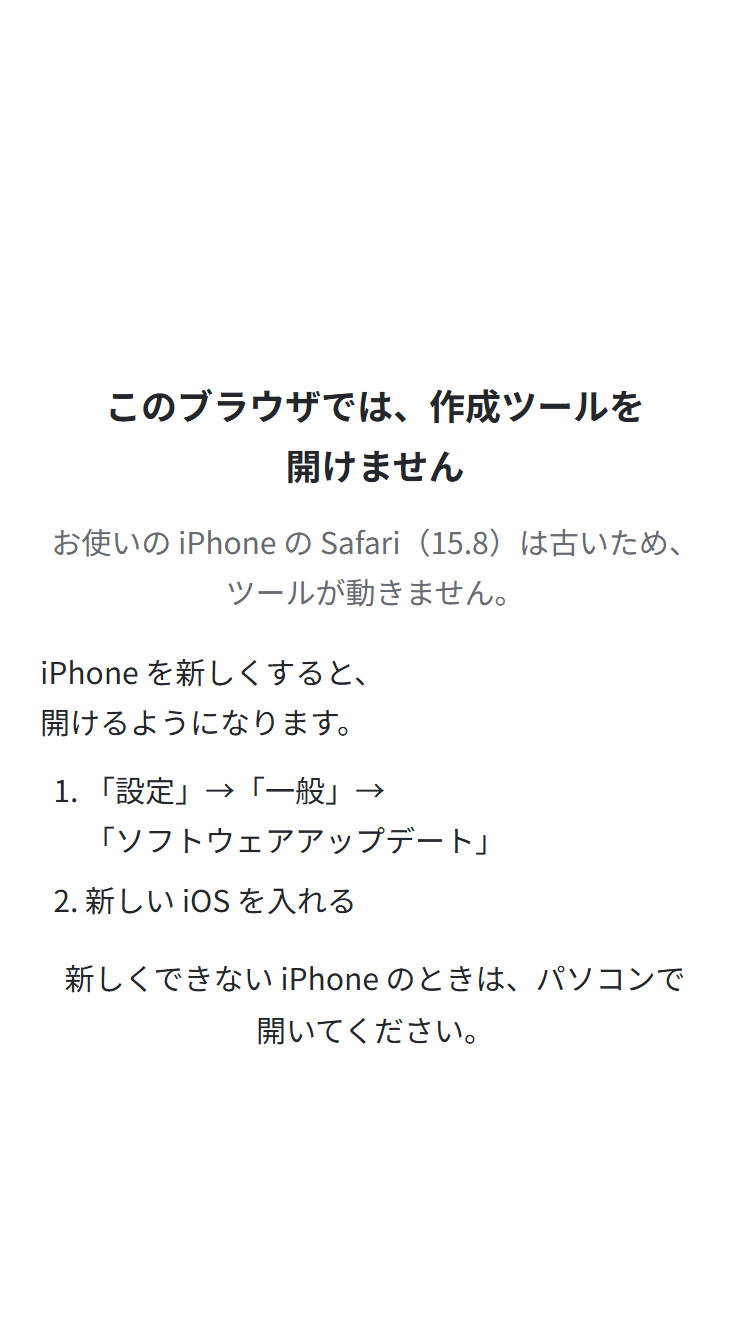 このブラウザでは、作成ツールを
開けません
お使いの iPhone の Safari（15.8）は古いため、
ツールが動きません。
iPhone を新しくすると、
開けるようになります。
1. 「設定」→「一般」→
「ソフトウェアアップデート」
2. 新しい iOS を入れる
新しくできない iPhone のときは、パソコンで
開いてください。